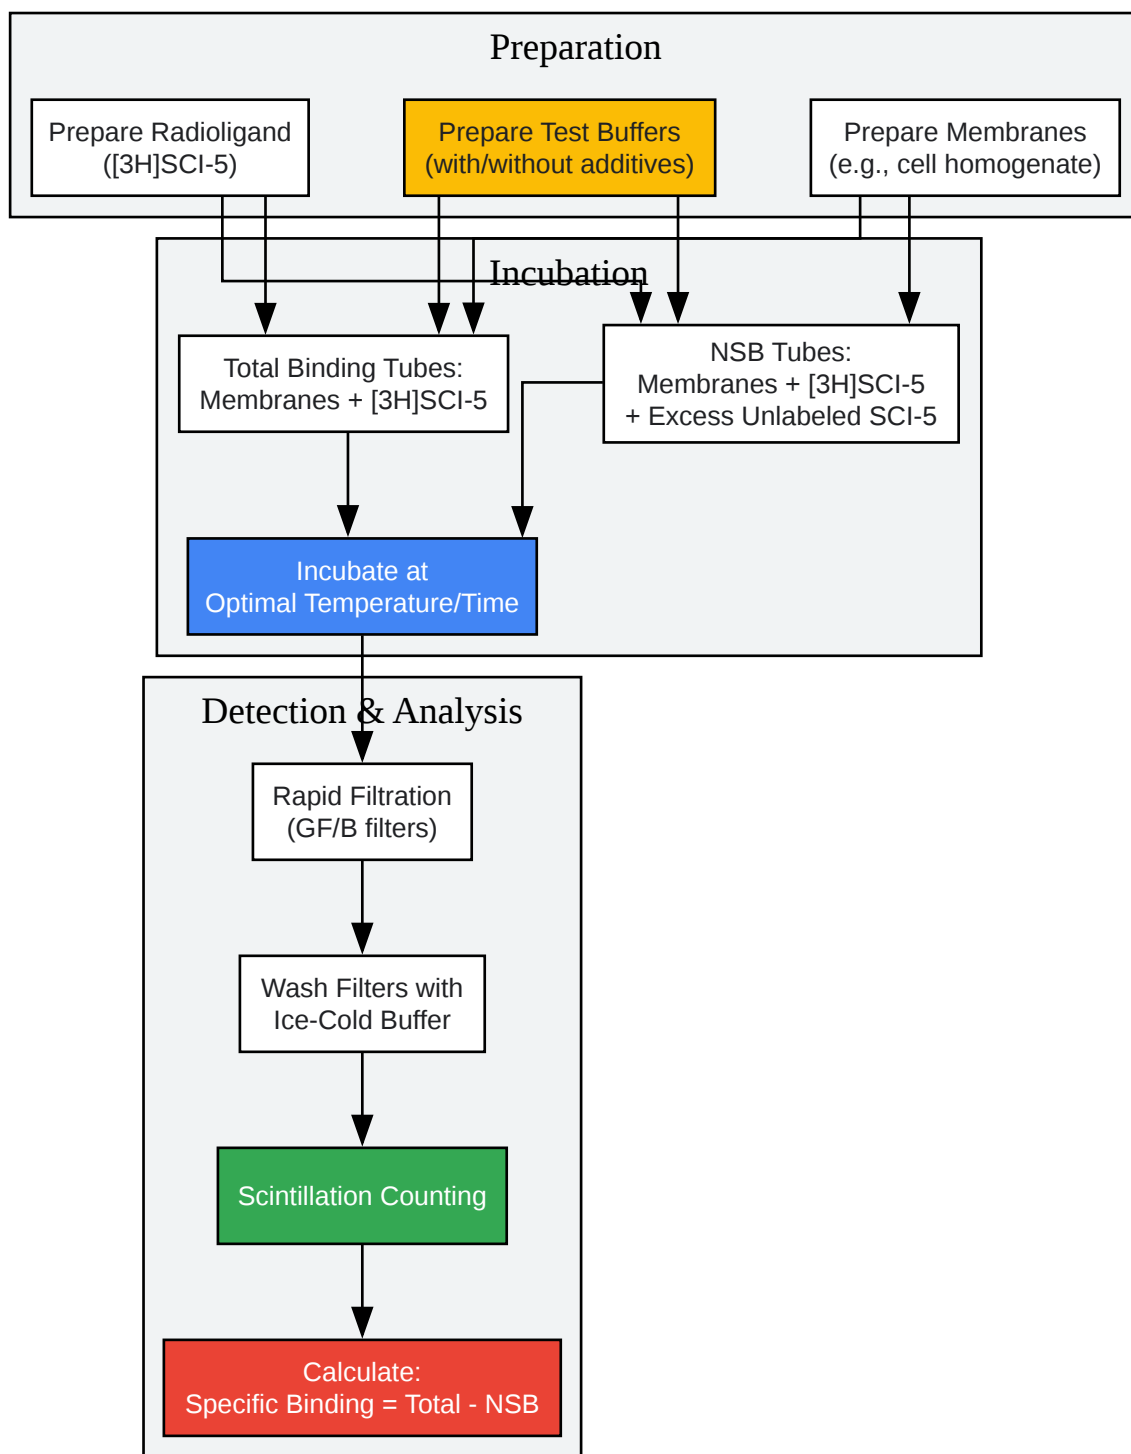 Preparation
Prepare Radioligand
([3H]SCI-5)
Prepare Test Buffers
(with/without additives)
Prepare Membranes
(e.g., cell homogenate)
Incubation
Total Binding Tubes:
Membranes + [3H]SCI-5
NSB Tubes:
Membranes + [3H]SCI-5
+ Excess Unlabeled SCI-5
Incubate at
Optimal Temperature/Time
Detection & Analysis
Rapid Filtration
(GF/B filters)
Wash Filters with
Ice-Cold Buffer
Scintillation Counting
Calculate:
Specific Binding = Total - NSB